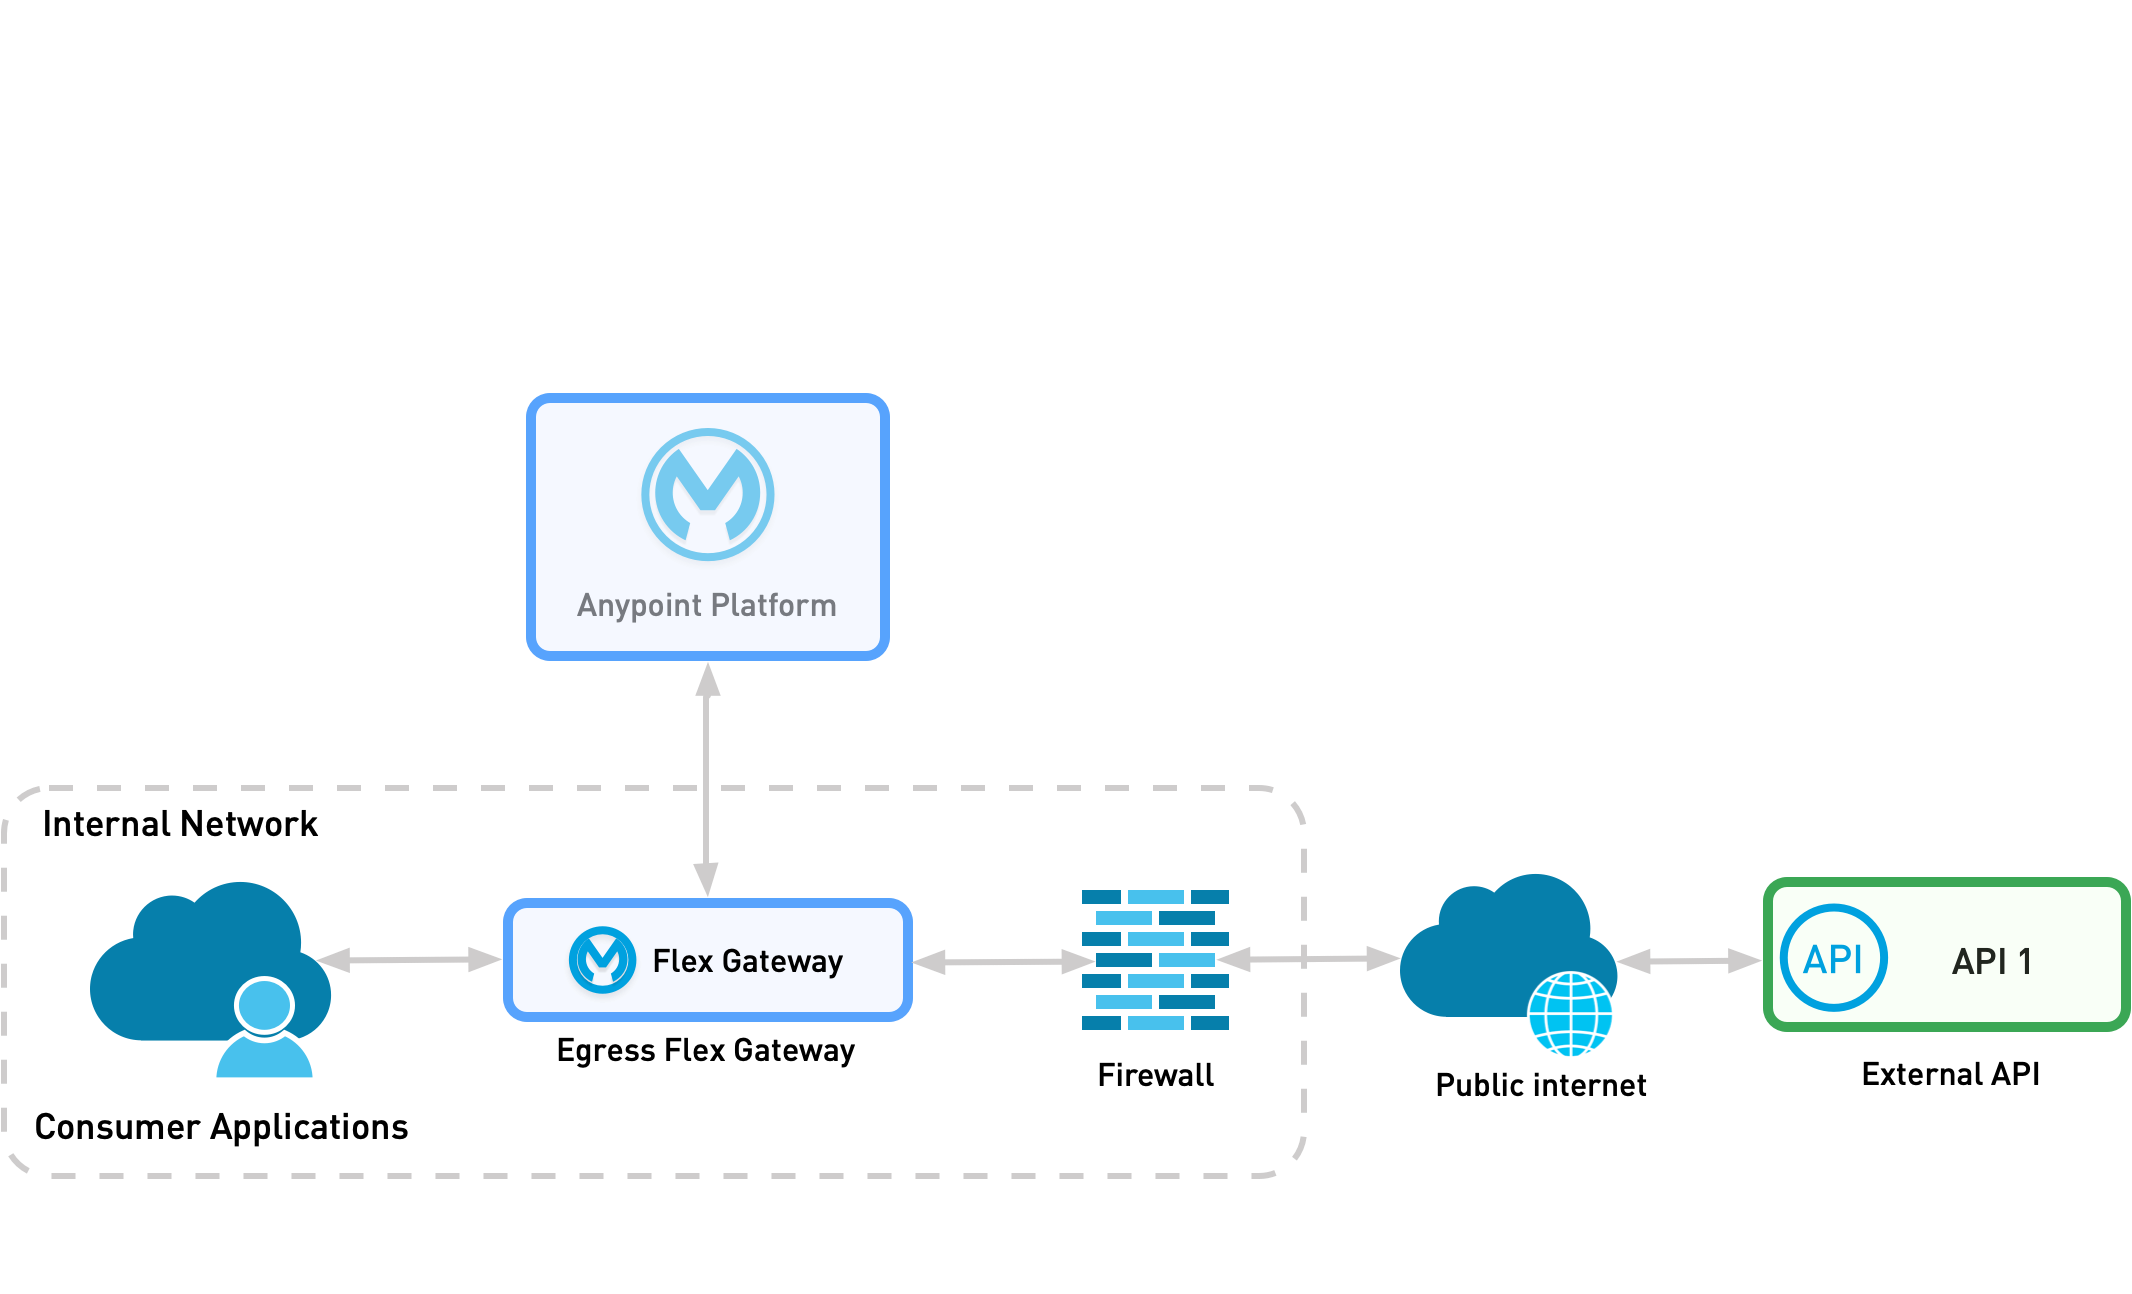 Anypoint Platform
Internal Network
Flex Gateway
API
API 1
Egress Flex Gateway
Firewall
Public internet
External API
Consumer Applications